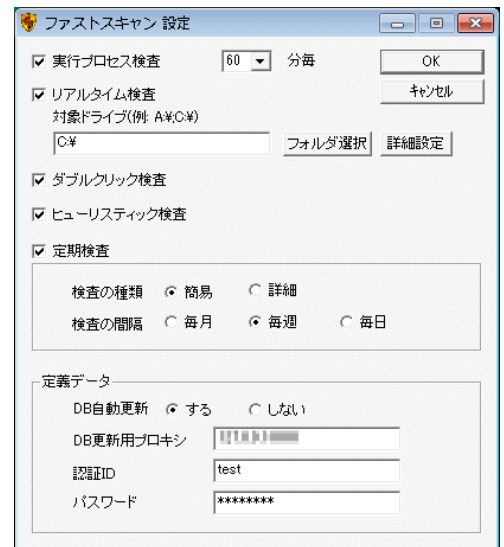 ファストスキャン 設定
実行プロセス検査 60 分毎 OK
リアルタイム検査 キャンセル
対象ドライブ(例: A:¥;C:¥)
C:¥ フォルダ選択 詳細設定
ダブルクリック検査
ヒューリスティック検査
定期検査
検査の種類 簡易 詳細
検査の間隔 毎月 毎週 毎日
定義データ
DB自動更新 する しない
DB更新用プロキシ
認証ID test
パスワード ********